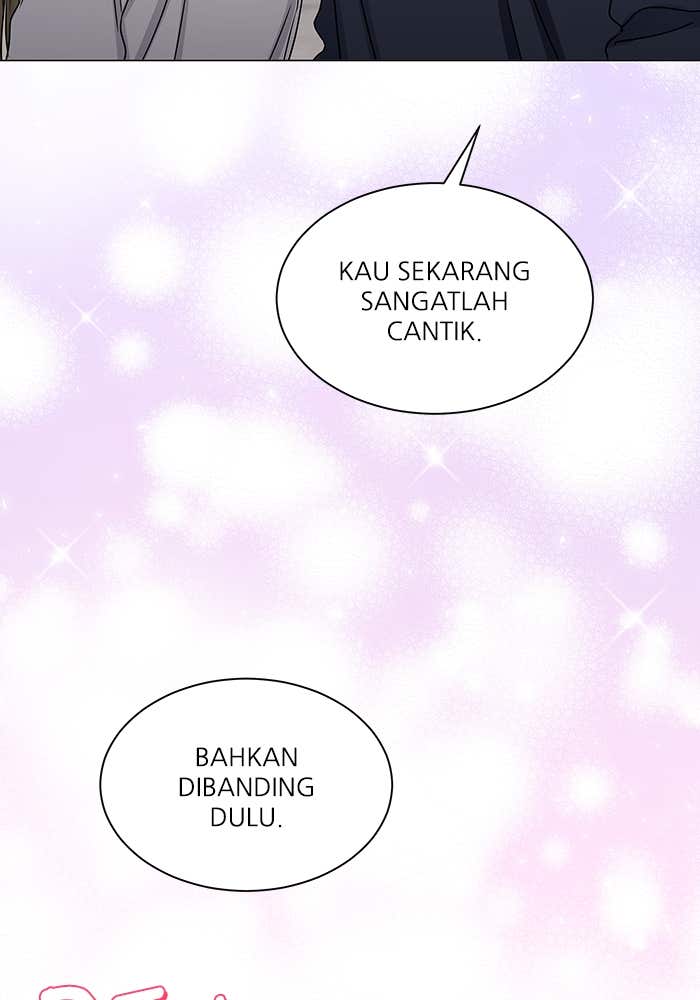 KAU SEKARANG
SANGATLAH
CANTIK.
BAHKAN
DIBANDING
DULU.